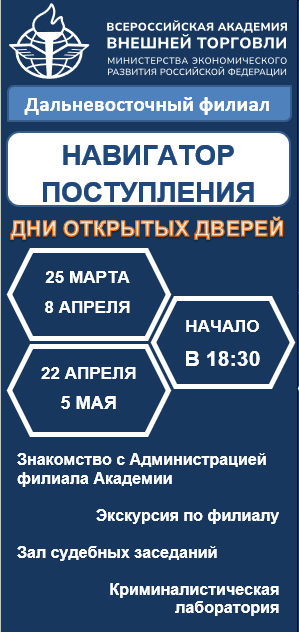 ВСЕРОССИЙСКАЯ АКАДЕМИЯ
ВНЕШНЕЙ ТОРГОВЛИ
МИНИСТЕРСТВА ЭКОНОМИЧЕСКОГО
РАЗВИТИЯ РОССИЙСКОЙ ФЕДЕРАЦИИ
Дальневосточный филиал
НАВИГАТОР
ПОСТУПЛЕНИЯ
ДНИ ОТКРЫТЫХ ДВЕРЕЙ
25 МАРТА
8 АПРЕЛЯ
НАЧАЛО
В 18:30
22 АПРЕЛЯ
5 МАЯ
Знакомство с Администрацией
филиала Академии
Экскурсия по филиалу
Зал судебных заседаний
Криминалистическая
лаборатория